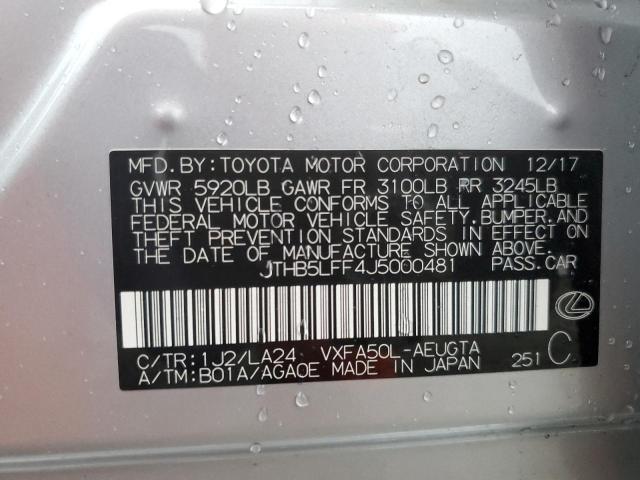 MFD. BY: TOYOTA MOTOR CORPORATION 12/17
GVWR 5920LB GAWR FR 3100LB RR 3245LB
THIS VEHICLE CONFORMS TO ALL APPLICABLE
FEDERAL MOTOR VEHICLE SAFETY, BUMPER, AND
THEFT PREVENTION STANDARDS IN EFFECT ON
THE DATE OF MANUFACTURE SHOWN ABOVE.
JTHB5LFF4J5000481 PASS. CAR
C/TR: 1J2/LA24 VXFA50L-AEUGTA
A/TM: B01A/AGA0E MADE IN JAPAN 251 C